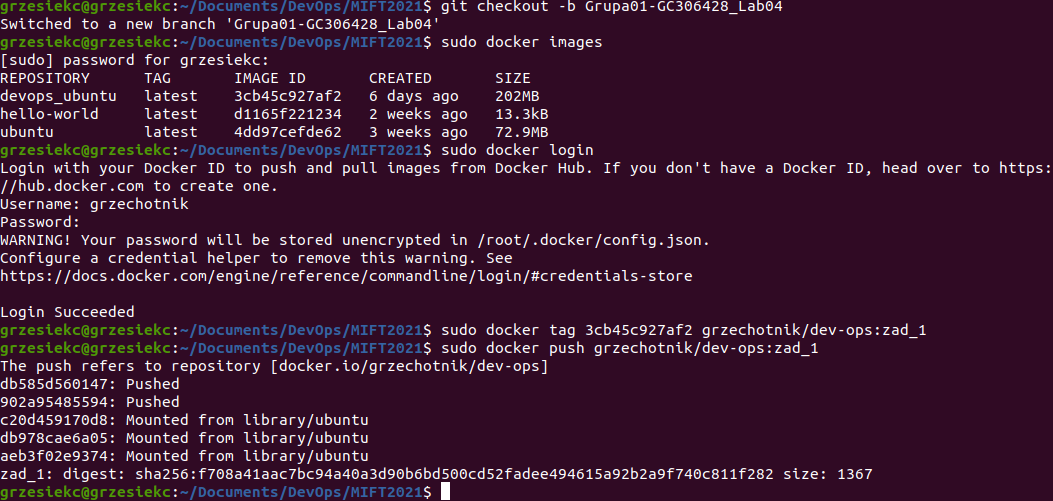 grzesiekc@grzesiekc:~/Documents/DevOps/MIFT2021$ git checkout -b Grupa01-GC306428_Lab04
Switched to a new branch 'Grupa01-GC306428_Lab04'
grzesiekc@grzesiekc:~/Documents/DevOps/MIFT2021$ sudo docker images
[sudo] password for grzesiekc:
REPOSITORY      TAG       IMAGE ID       CREATED       SIZE
devops_ubuntu   latest    3cb45c927af2   6 days ago    202MB
hello-world     latest    d1165f221234   2 weeks ago   13.3kB
ubuntu          latest    4dd97cefde62   3 weeks ago   72.9MB
grzesiekc@grzesiekc:~/Documents/DevOps/MIFT2021$ sudo docker login
Login with your Docker ID to push and pull images from Docker Hub. If you don't have a Docker ID, head over to https:
//hub.docker.com to create one.
Username: grzechotnik
Password:
WARNING! Your password will be stored unencrypted in /root/.docker/config.json.
Configure a credential helper to remove this warning. See
https://docs.docker.com/engine/reference/commandline/login/#credentials-store

Login Succeeded
grzesiekc@grzesiekc:~/Documents/DevOps/MIFT2021$ sudo docker tag 3cb45c927af2 grzechotnik/dev-ops:zad_1
grzesiekc@grzesiekc:~/Documents/DevOps/MIFT2021$ sudo docker push grzechotnik/dev-ops:zad_1
The push refers to repository [docker.io/grzechotnik/dev-ops]
db585d560147: Pushed
902a95485594: Pushed
c20d459170d8: Mounted from library/ubuntu
db978cae6a05: Mounted from library/ubuntu
aeb3f02e9374: Mounted from library/ubuntu
zad_1: digest: sha256:f708a41aac7bc94a40a3d90b6bd500cd52fadee494615a92b2a9f740c811f282 size: 1367
grzesiekc@grzesiekc:~/Documents/DevOps/MIFT2021$